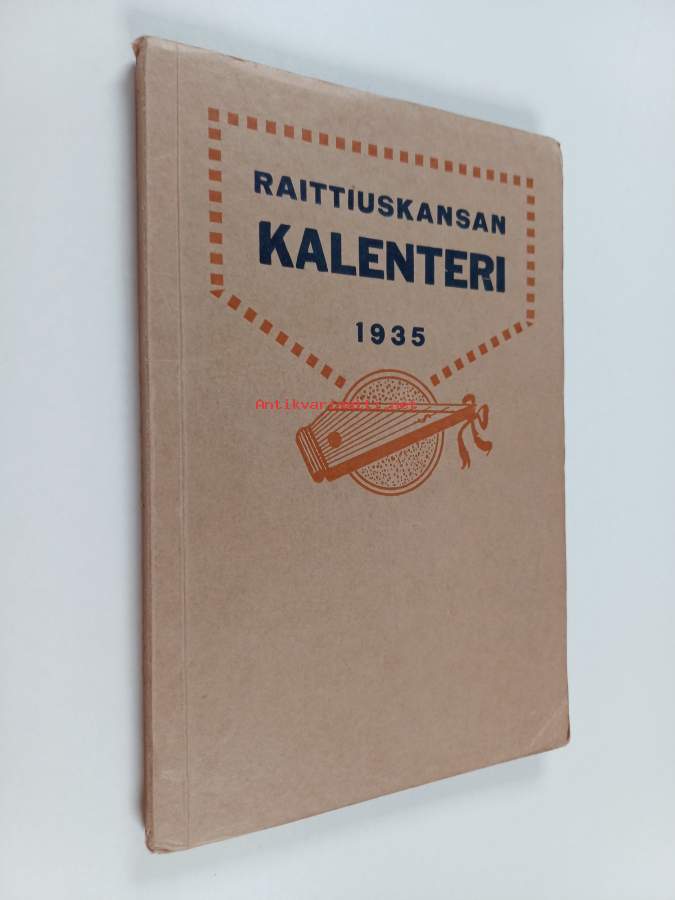 RAITTIUSKANSAN
KALENTERI
1935
Antikvariaatti.net